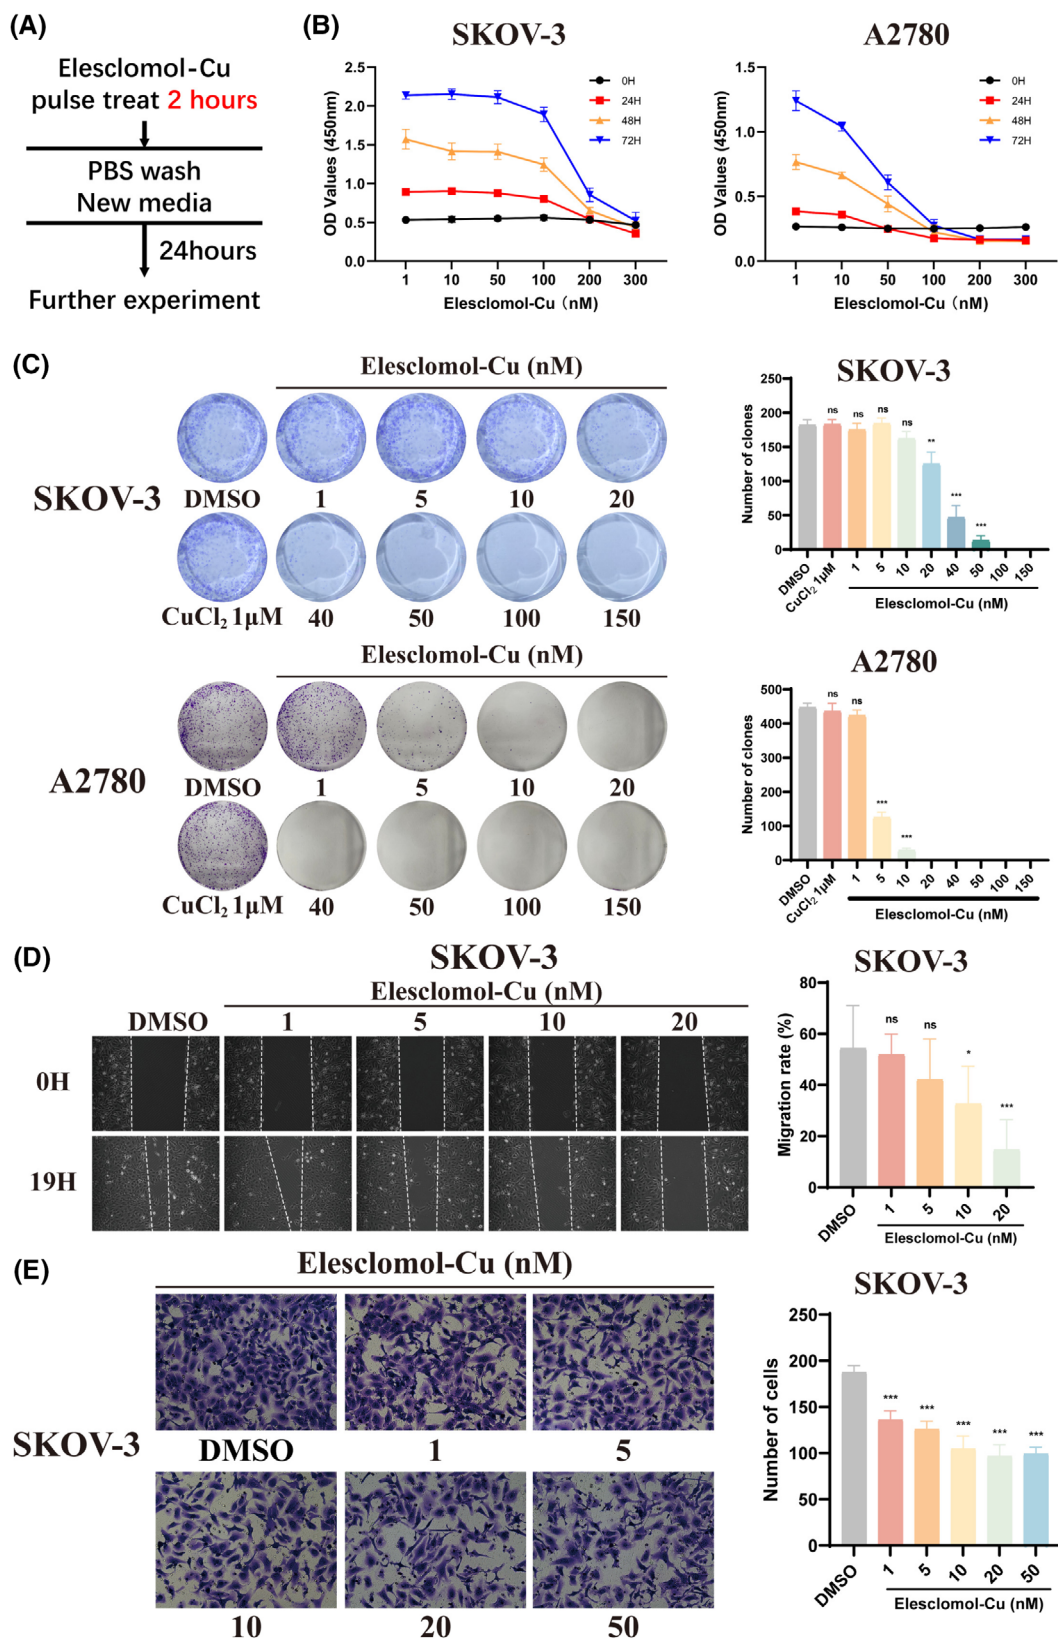 (A)
Elesclomol-Cu
pulse treat 2 hours
PBS wash
New media
24hours
Further experiment
(B)
SKOV-3
OD Values (450nm)
2.5
2.0
1.5
1.0
0.5
0.0
0H
24H
48H
72H
1 10 50 100 200 300
Elesclomol-Cu (nM)
A2780
OD Values (450nm)
1.5
1.0
0.5
0.0
0H
24H
48H
72H
1 10 50 100 200 300
Elesclomol-Cu (nM)
(C)
Elesclomol-Cu (nM)
SKOV-3
DMSO 1 5 10 20
CuCl₂ 1μM 40 50 100 150
SKOV-3
Number of clones
250
200
150
100
50
0
ns ns ns ns ** *** ***
DMSO CuCl₂ 1μM 1 5 10 20 40 50 100 150
Elesclomol-Cu (nM)
Elesclomol-Cu (nM)
A2780
DMSO 1 5 10 20
CuCl₂ 1μM 40 50 100 150
A2780
Number of clones
500
400
300
200
100
0
ns ns *** ***
DMSO CuCl₂ 1μM 1 5 10 20 40 50 100 150
Elesclomol-Cu (nM)
(D)
SKOV-3
Elesclomol-Cu (nM)
DMSO 1 5 10 20
0H
19H
SKOV-3
Migration rate (%)
80
60
40
20
0
ns ns * ***
DMSO 1 5 10 20
Elesclomol-Cu (nM)
(E)
Elesclomol-Cu (nM)
SKOV-3
DMSO 1 5
10 20 50
SKOV-3
Number of cells
250
200
150
100
50
0
*** *** *** *** ***
DMSO 1 5 10 20 50
Elesclomol-Cu (nM)